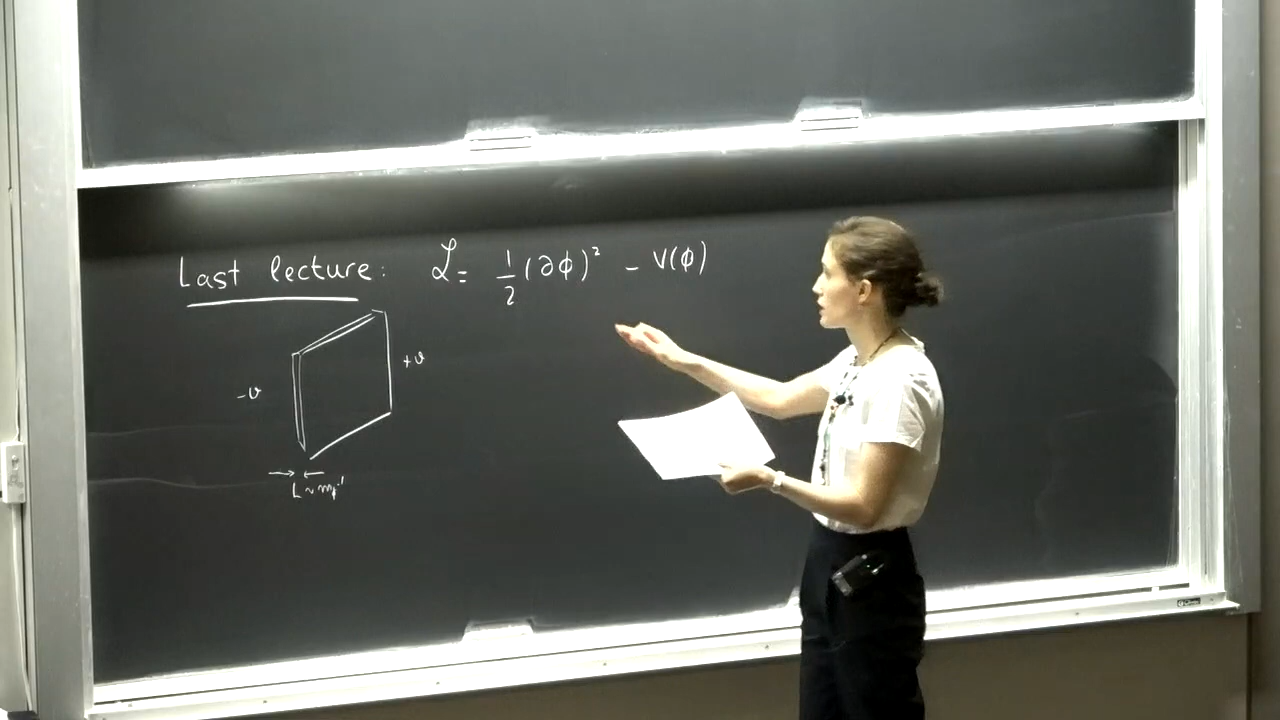 Last lecture: ℒ = 1/2 (∂ϕ)² - V(ϕ)
-v
+v
→ ←
L ~ m_ϕ⁻¹